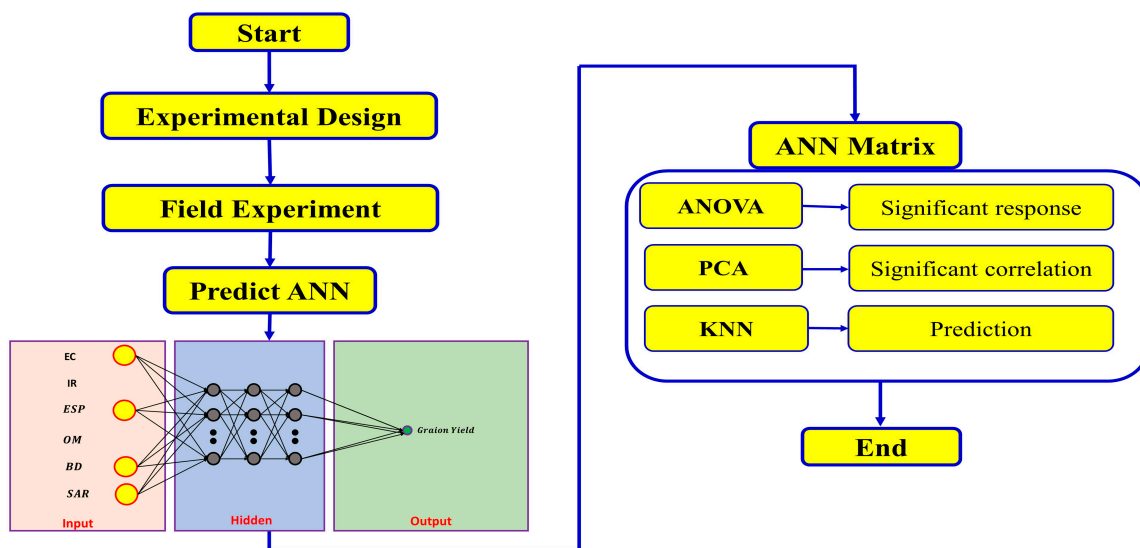 Start
Experimental Design
Field Experiment
Predict ANN
EC
IR
ESP
OM
BD
SAR
Input
Hidden
Graion Yield
Output
ANN Matrix
ANOVA
Significant response
PCA
Significant correlation
KNN
Prediction
End